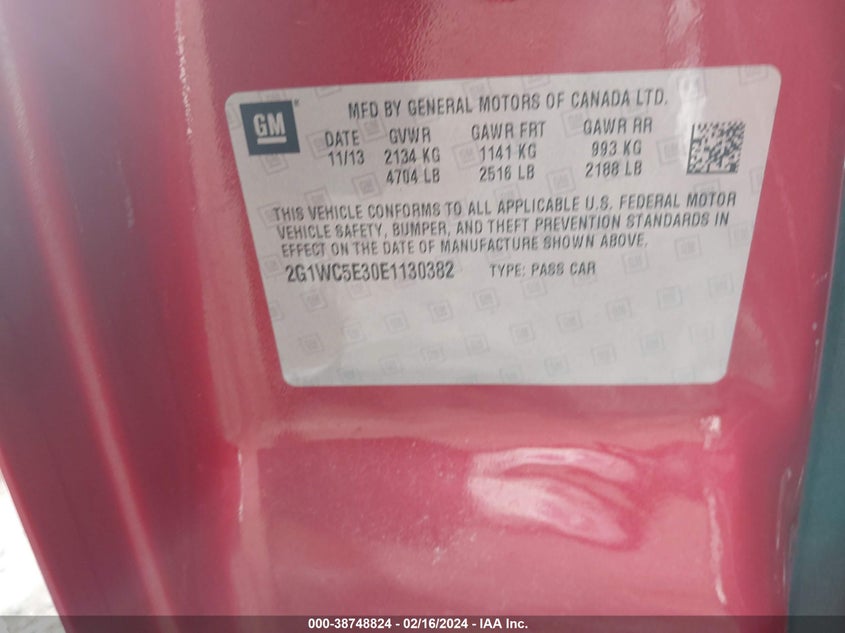 GM
MFD BY GENERAL MOTORS OF CANADA LTD.
DATE GVWR GAWR FRT GAWR RR
11/13 2134 KG 1141 KG 993 KG
4704 LB 2516 LB 2188 LB
THIS VEHICLE CONFORMS TO ALL APPLICABLE U.S. FEDERAL MOTOR
VEHICLE SAFETY, BUMPER, AND THEFT PREVENTION STANDARDS IN
EFFECT ON THE DATE OF MANUFACTURE SHOWN ABOVE.
2G1WC5E30E1130382 TYPE: PASS CAR
000-38748824 - 02/16/2024 - IAA Inc.